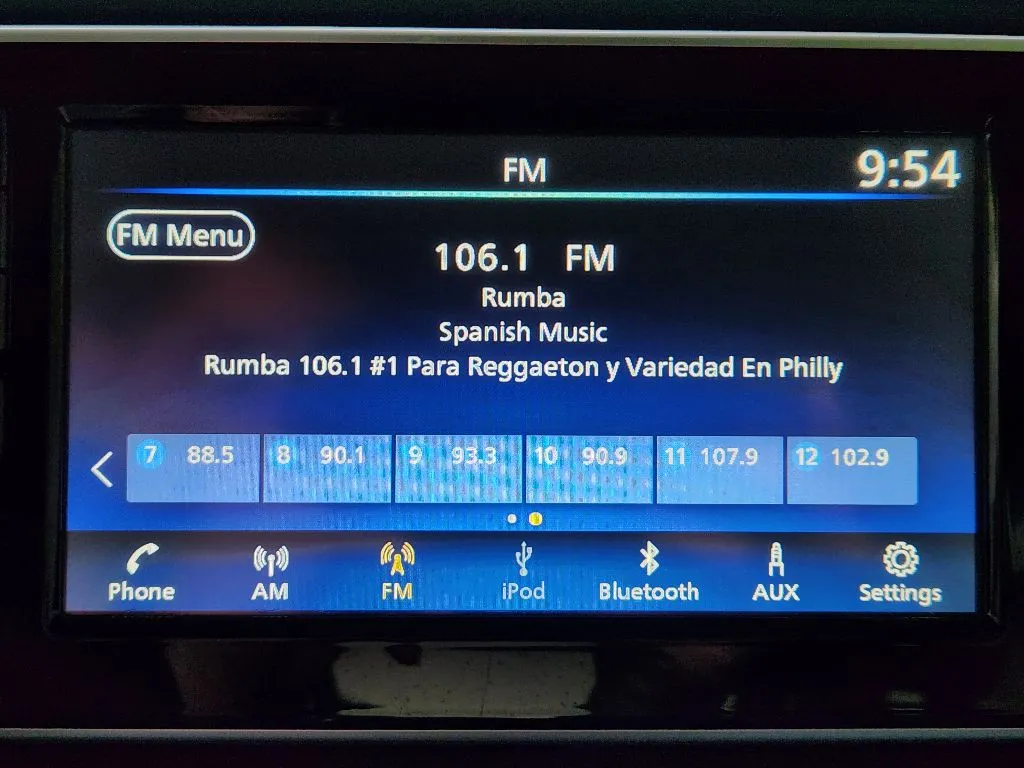 FM
9:54
FM Menu
106.1 FM
Rumba
Spanish Music
Rumba 106.1 #1 Para Reggaeton y Variedad En Philly
7 88.5 8 90.1 9 93.3 10 90.9 11 107.9 12 102.9
Phone AM FM iPod Bluetooth AUX Settings